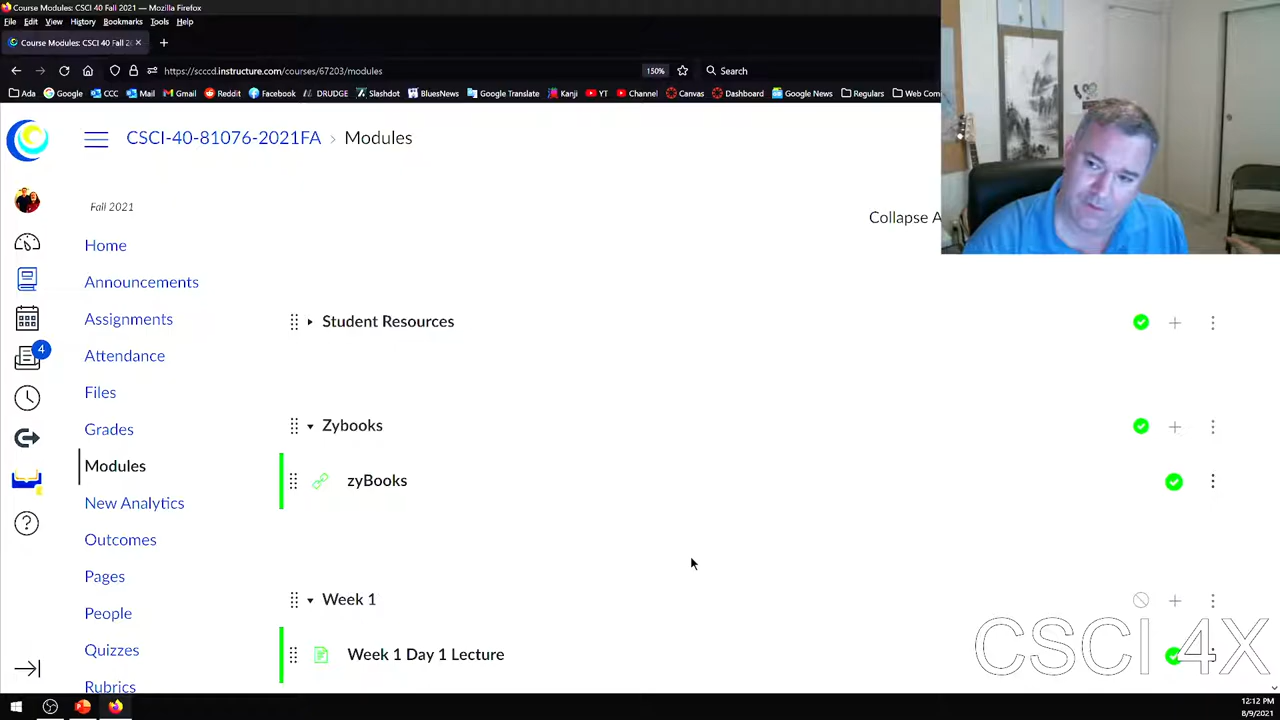 Course Modules: CSCI 40 Fall 2021 — Mozilla Firefox
File Edit View History Bookmarks Tools Help
Course Modules: CSCI 40 Fall 2
https://scccd.instructure.com/courses/67203/modules 150% Search
Ada Google CCC Mail Gmail Reddit Facebook DRUDGE Slashdot BluesNews Google Translate Kanji YT Channel Canvas Dashboard Google News Regulars Web Com
CSCI-40-81076-2021FA › Modules
Fall 2021
Collapse A
Home
Announcements
Student Resources
Assignments
4
Attendance
Files
Zybooks
Grades
Modules
zyBooks
New Analytics
Outcomes
Pages
Week 1
People
Quizzes
Week 1 Day 1 Lecture
CSCI 4X
Rubrics
12:12 PM
8/9/2021